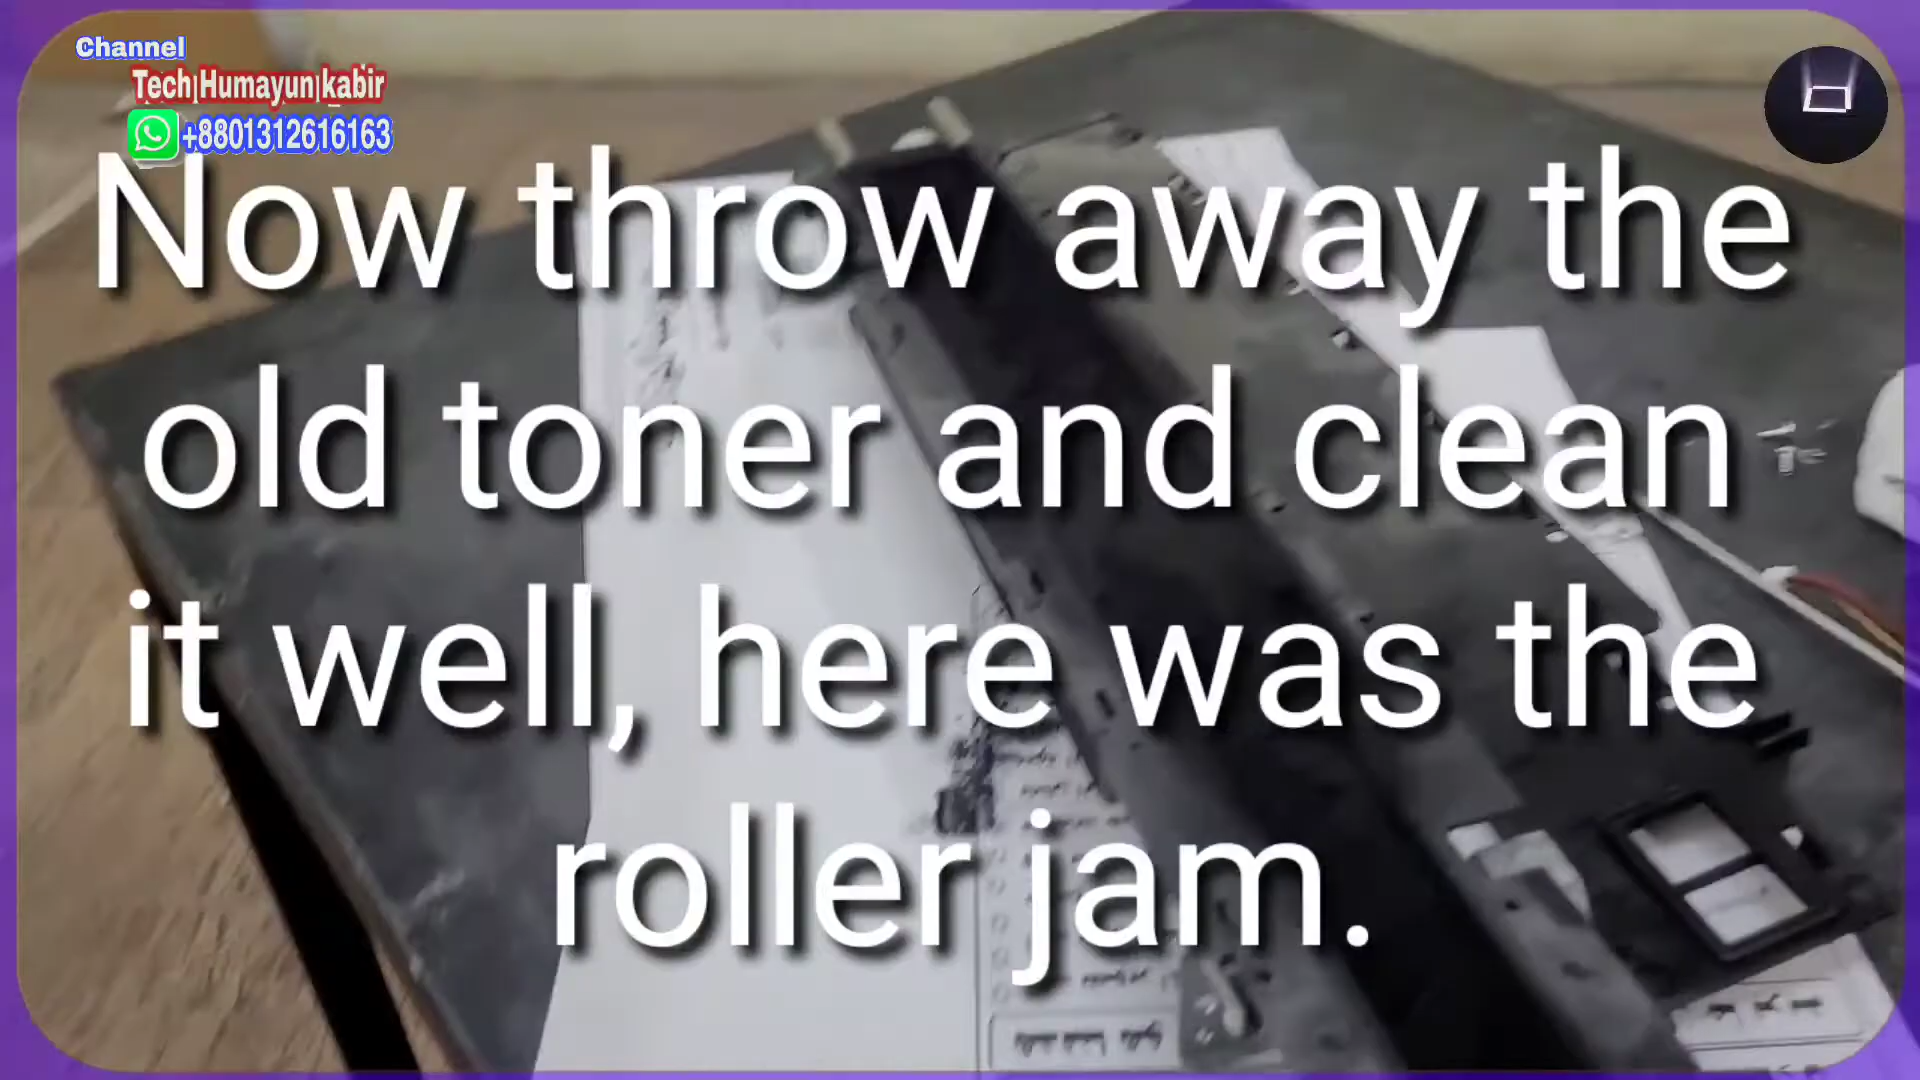 Channel
Tech Humayun kabir
+8801312616163
Now throw away the
old toner and clean
it well, here was the
roller jam.